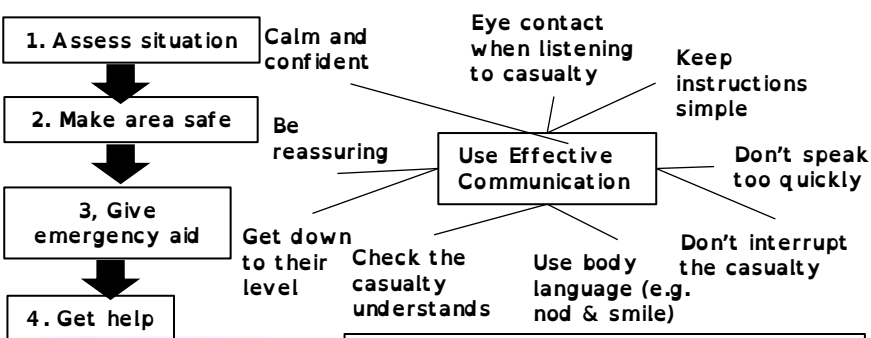 1. Assess situation
2. Make area safe
3, Give
emergency aid
4. Get help
Calm and
confident
Eye contact
when listening
to casualty
Keep
instructions
simple
Be
reassuring
Use Effective
Communication
Don't speak
too quickly
Get down
to their
level
Check the
casualty
understands
Use body
language (e.g.
nod & smile)
Don't interrupt
the casualty